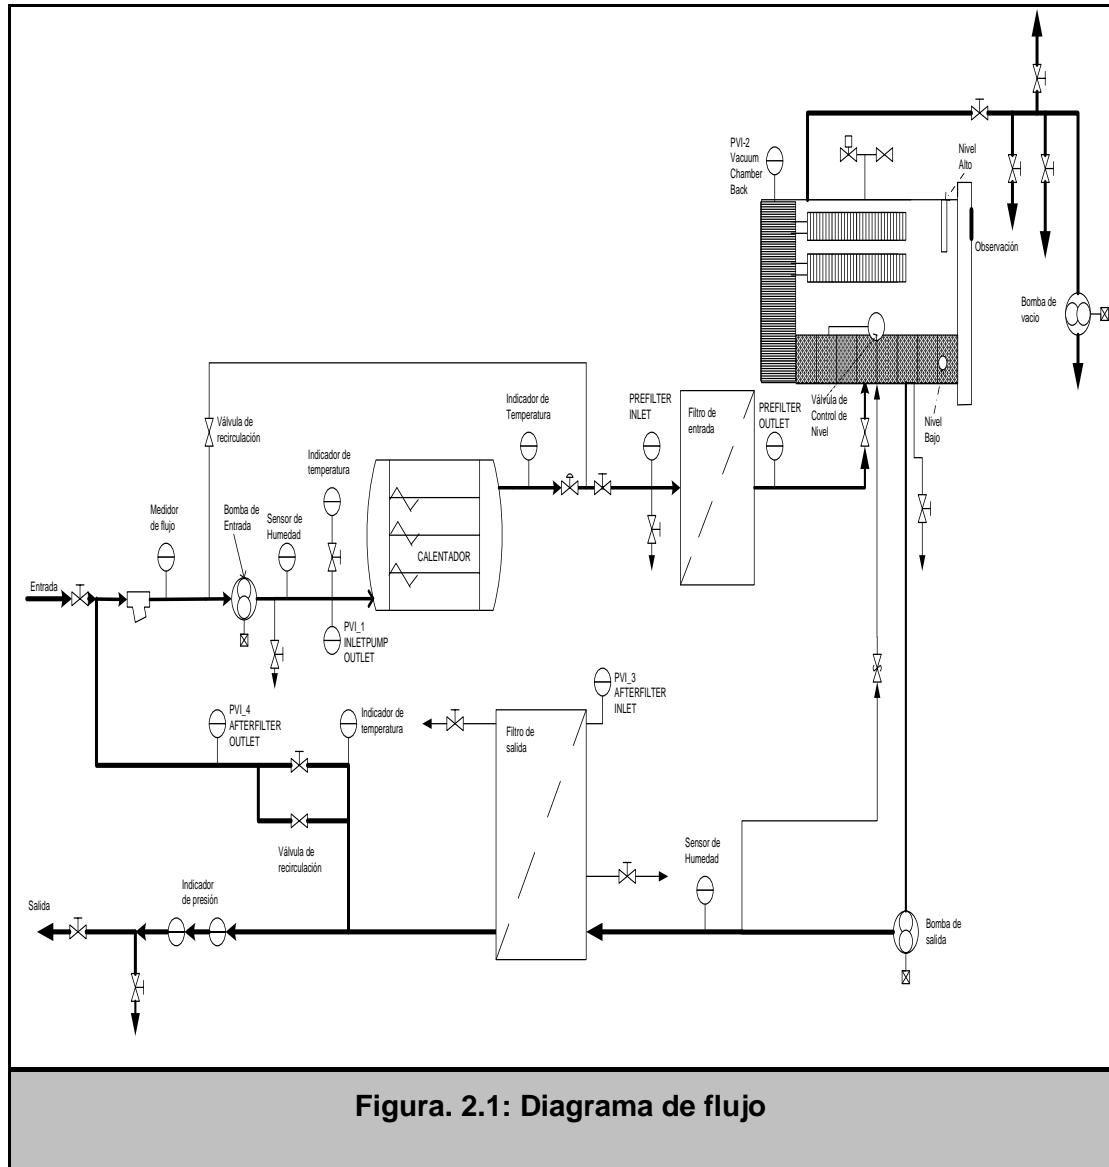 PVI-2
Vacuum
Chamber
Back
Nivel
Alto
Observación
Bomba de
vacio
Válvula de
Control de
Nivel
Nivel
Bajo
Indicador de
Temperatura
PREFILTER
INLET
Filtro de
entrada
PREFILTER
OUTLET
Válvula de
recirculación
Indicador de
temperatura
Medidor
de flujo
Bomba de
Entrada
Sensor de
Humedad
CALENTADOR
Entrada
PVI_1
INLETPUMP
OUTLET
PVI_3
AFTERFILTER
INLET
PVI_4
AFTERFILTER
OUTLET
Indicador de
temperatura
Filtro de
salida
Válvula de
recirculación
Sensor de
Humedad
Indicador
de presión
Salida
Bomba de
salida
Figura. 2.1: Diagrama de flujo